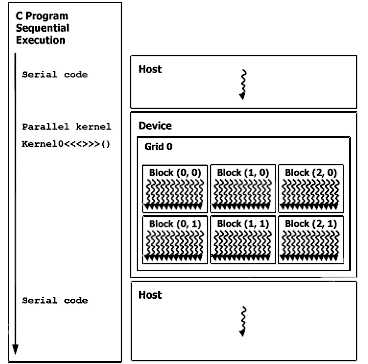 C Program
Sequential
Execution
Serial code
Host
Parallel kernel
Kernel0<<<>>>()
Device
Grid 0
Block (0, 0) Block (1, 0) Block (2, 0)
Block (0, 1) Block (1, 1) Block (2, 1)
Serial code
Host